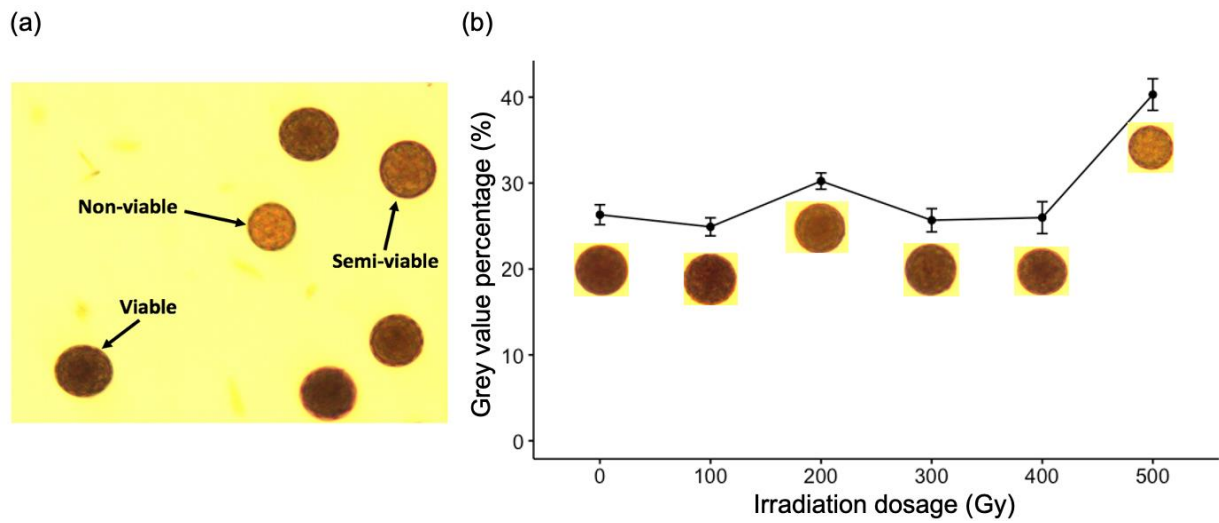 (a)
Non-viable
Semi-viable
Viable
(b)
Grey value percentage (%)
40
30
20
10
0
0 100 200 300 400 500
Irradiation dosage (Gy)